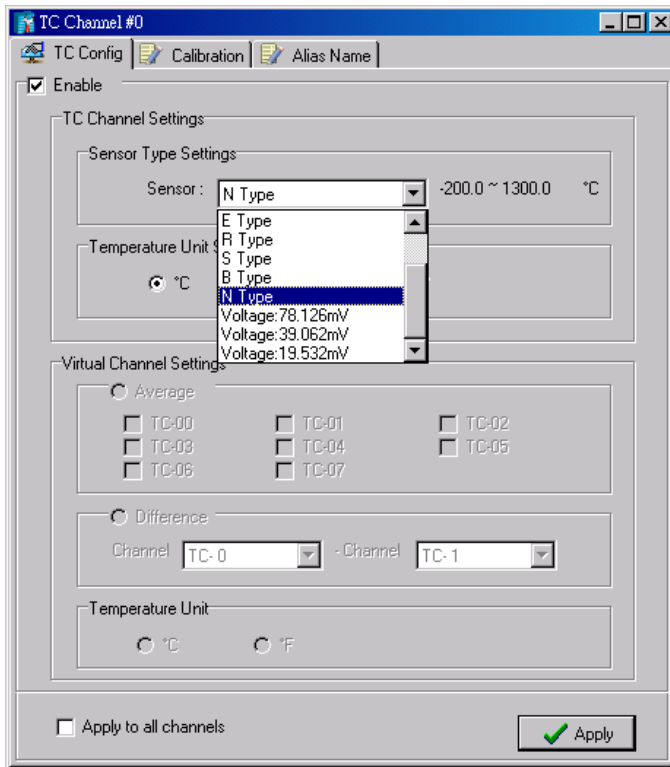 TC Channel #0
TC Config Calibration Alias Name
Enable
TC Channel Settings
Sensor Type Settings
Sensor : N Type -200.0 ~ 1300.0 °C
E Type
R Type
S Type
B Type
N Type
Voltage:78.126mV
Voltage:39.062mV
Voltage:19.532mV
Temperature Unit S
°C
Virtual Channel Settings
Average
TC-00 TC-01 TC-02
TC-03 TC-04 TC-05
TC-06 TC-07
Difference
Channel TC- 0 - Channel TC- 1
Temperature Unit
°C °F
Apply to all channels
Apply